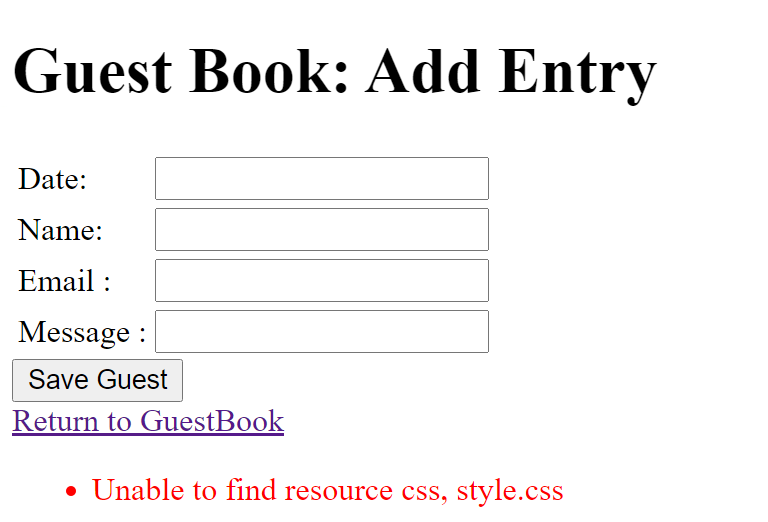 Guest Book: Add Entry
Date:
Name:
Email :
Message :
Save Guest
Return to GuestBook
Unable to find resource css, style.css